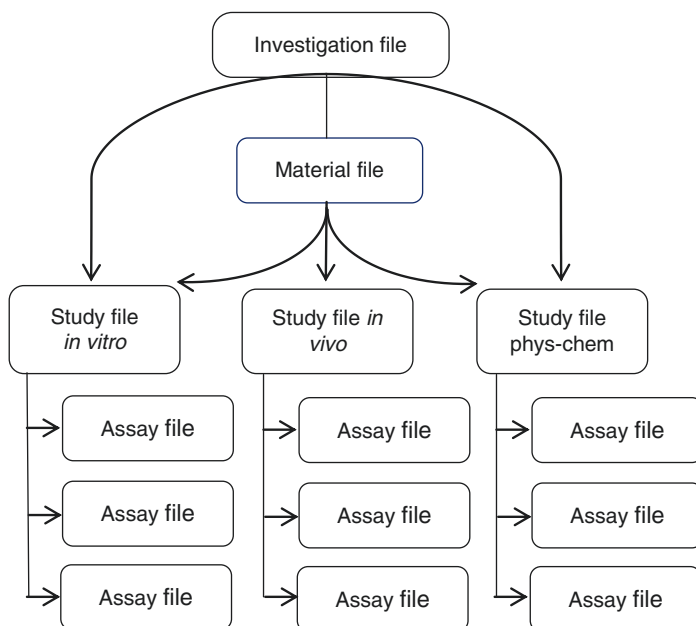 Investigation file
Material file
Study file
in vitro
Study file in
vivo
Study file
phys-chem
Assay file
Assay file
Assay file
Assay file
Assay file
Assay file
Assay file
Assay file
Assay file